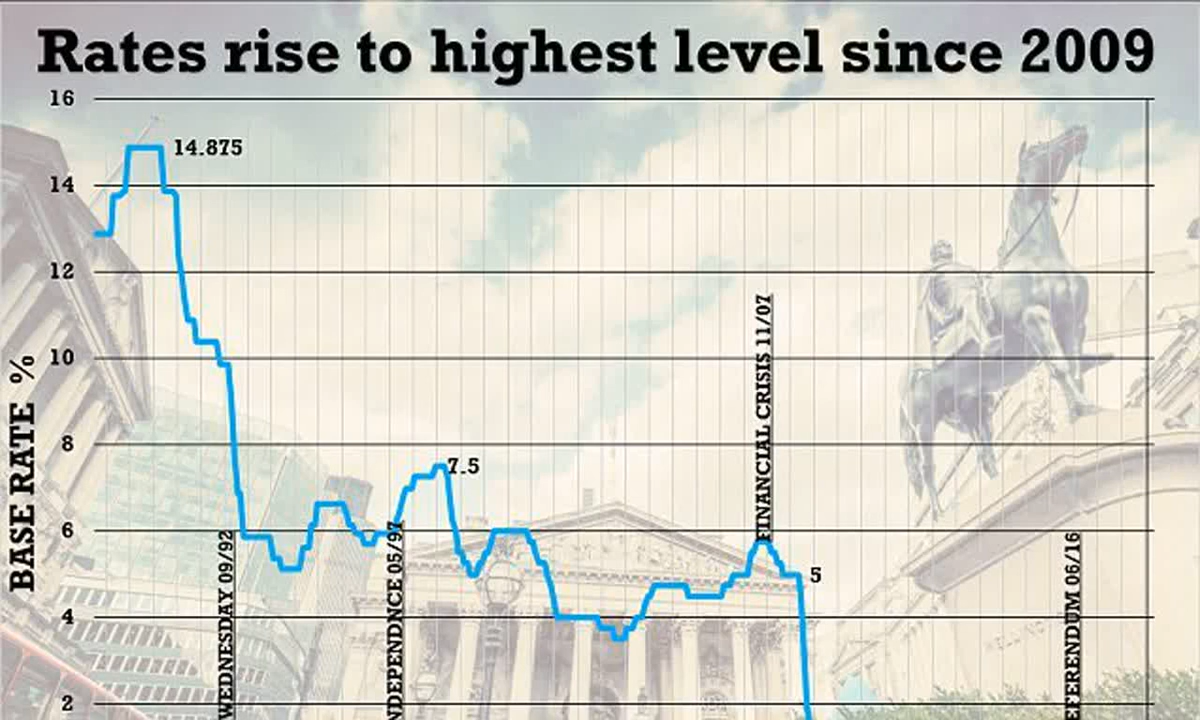 Rates rise to highest level since 2009
16
14.875
14
12
10
BASE RATE %
8
7.5
6
5
4
2
WEDNESDAY 09/92
NDEPENDNCE 05/97
FINANCIAL CRISIS 11/07
EFERENDUM 06/16